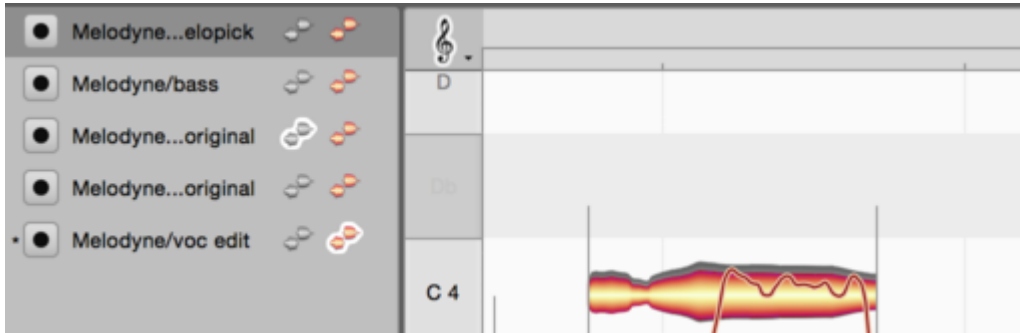 Melodyne...elopick
Melodyne/bass
Melodyne...original
Melodyne...original
* Melodyne/voc edit
D
Db
C 4